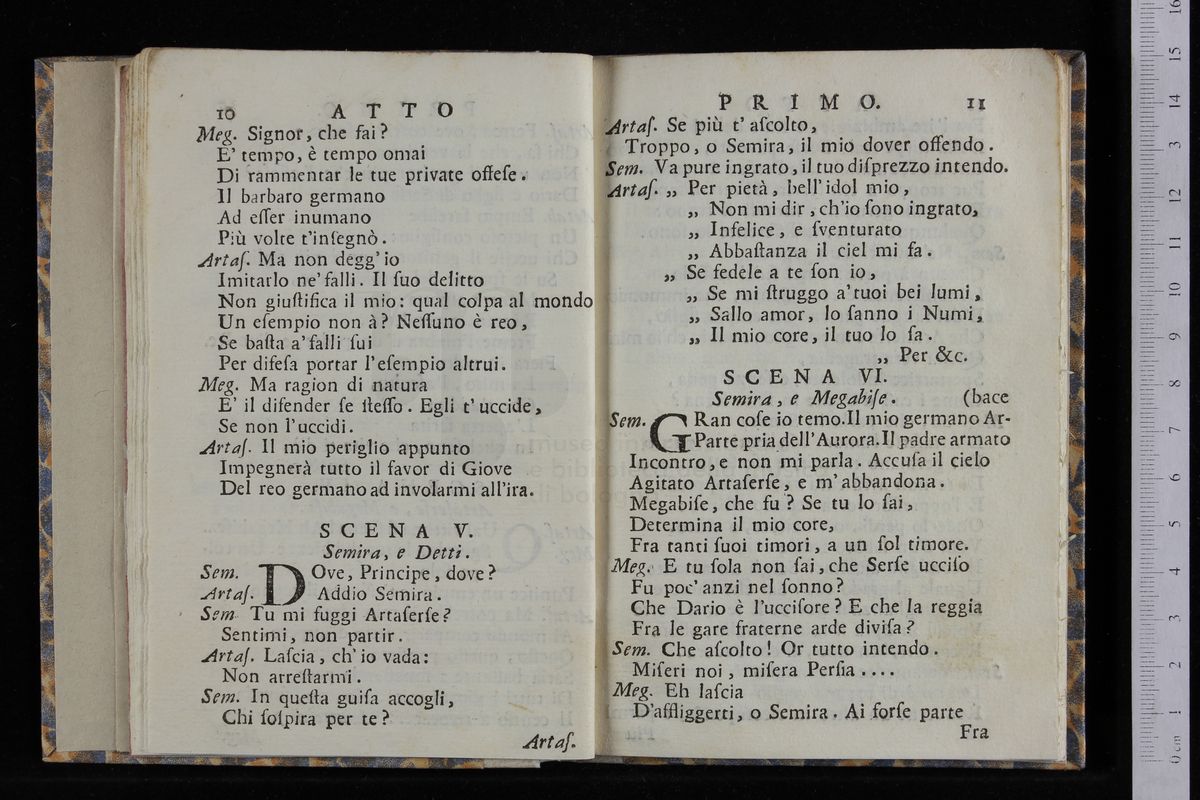 10 ATTO
Meg. Signor, che fai?
E' tempo, è tempo omai
Di rammentar le tue private offeſe.
Il barbaro germano
Ad eſſer inumano
Più volte t'inſegnò.
Artaſ. Ma non degg' io
Imitarlo ne' falli. Il ſuo delitto
Non giuſtifica il mio: qual colpa al mondo
Un eſempio non à? Neſſuno è reo,
Se baſta a' falli ſui
Per difeſa portar l'eſempio altrui.
Meg. Ma ragion di natura
E' il difender ſe ſteſſo. Egli t' uccide,
Se non l'uccidi.
Artaſ. Il mio periglio appunto
Impegnerà tutto il favor di Giove
Del reo germano ad involarmi all'ira.
SCENA V.
Semira, e Detti.
Sem. DOve, Principe, dove?
Artaſ. Addio Semira.
Sem Tu mi fuggi Artaſerſe?
Sentimi, non partir.
Artaſ. Laſcia, ch' io vada:
Non arreſtarmi.
Sem. In queſta guiſa accogli,
Chi ſoſpira per te?
Artaſ.
PRIMO. 11
Artaſ. Se più t' aſcolto,
Troppo, o Semira, il mio dover offendo.
Sem. Va pure ingrato, il tuo diſprezzo intendo.
Artaſ. „ Per pietà, bell' idol mio,
„ Non mi dir, ch'io ſono ingrato,
„ Infelice, e ſventurato
„ Abbaſtanza il ciel mi fa.
„ Se fedele a te ſon io,
„ Se mi ſtruggo a' tuoi bei lumi,
„ Sallo amor, lo ſanno i Numi,
„ Il mio core, il tuo lo ſa.
„ Per &c.
SCENA VI.
Semira, e Megabiſe. (bace
Sem. GRan coſe io temo. Il mio germano Ar-
Parte pria dell' Aurora. Il padre armato
Incontro, e non mi parla. Accuſa il cielo
Agitato Artaſerſe, e m' abbandona.
Megabiſe, che fu? Se tu lo ſai,
Determina il mio core,
Fra tanti ſuoi timori, a un ſol timore.
Meg. E tu ſola non ſai, che Serſe ucciſo
Fu poc' anzi nel ſonno?
Che Dario è l'ucciſore? E che la reggia
Fra le gare fraterne arde diviſa?
Sem. Che aſcolto! Or tutto intendo.
Miſeri noi, miſera Perſia ....
Meg. Eh laſcia
D'affliggerti, o Semira. Ai forſe parte
Fra